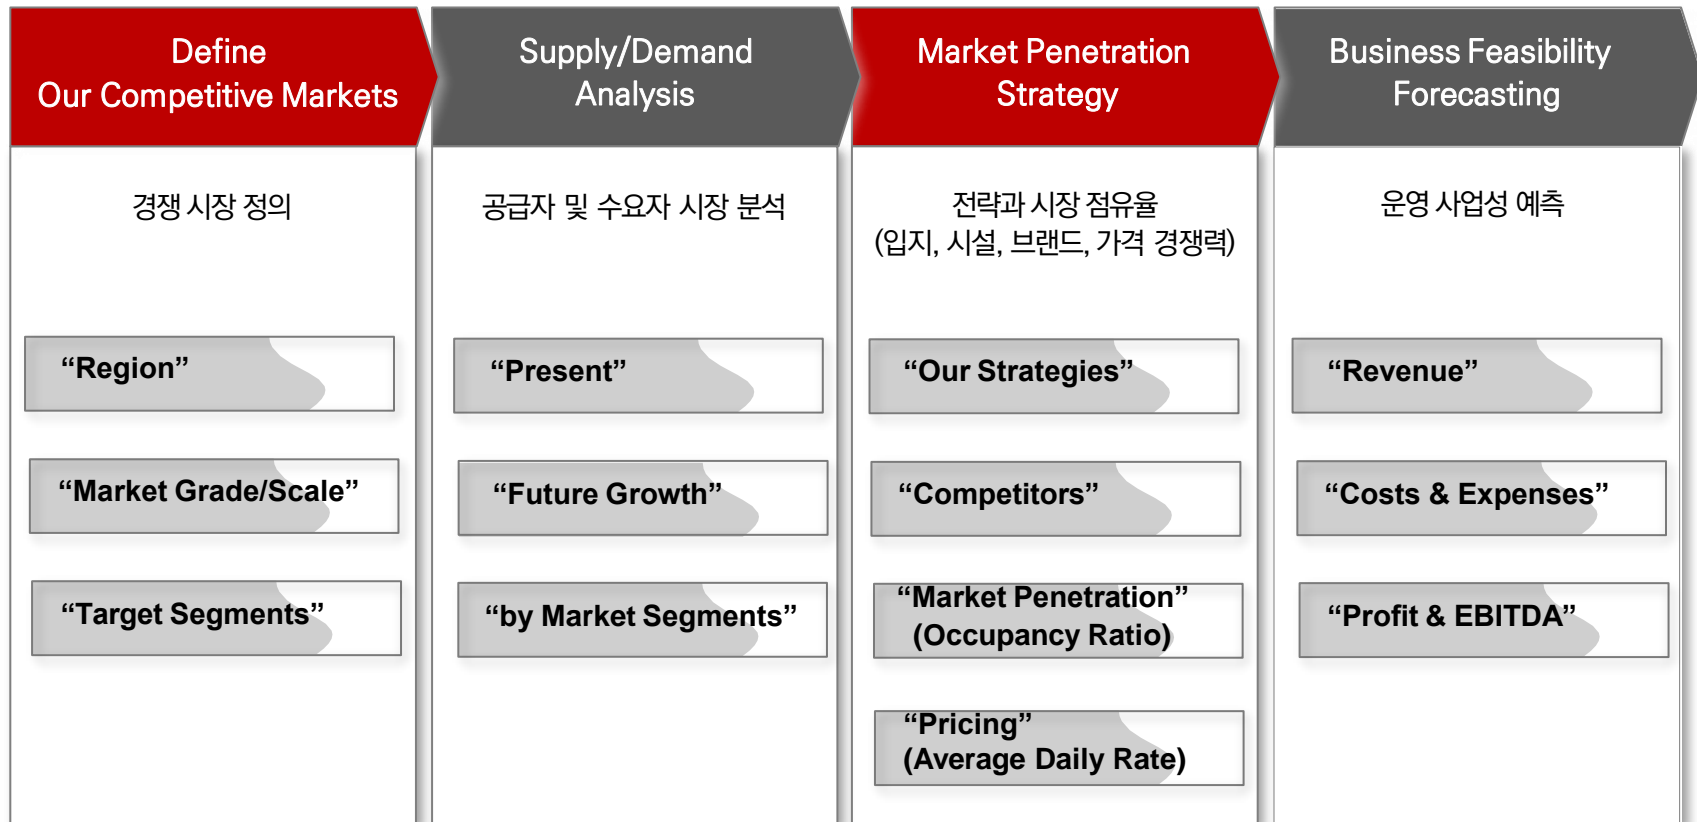 Define
Our Competitive Markets
경쟁 시장 정의
“Region”
“Market Grade/Scale”
“Target Segments”
Supply/Demand
Analysis
공급자 및 수요자 시장 분석
“Present”
“Future Growth”
“by Market Segments”
Market Penetration
Strategy
전략과 시장 점유율
(입지, 시설, 브랜드, 가격 경쟁력)
“Our Strategies”
“Competitors”
“Market Penetration”
(Occupancy Ratio)
“Pricing”
(Average Daily Rate)
Business Feasibility
Forecasting
운영 사업성 예측
“Revenue”
“Costs & Expenses”
“Profit & EBITDA”